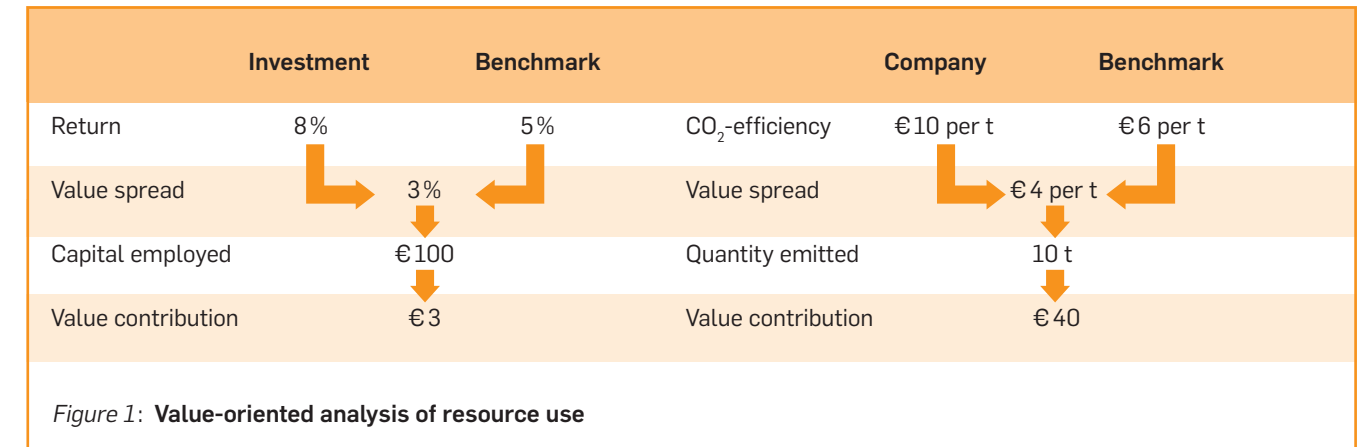 Investment Benchmark Company Benchmark
Return 8% 5% CO₂-efficiency €10 per t €6 per t
Value spread 3% Value spread €4 per t
Capital employed €100 Quantity emitted 10 t
Value contribution €3 Value contribution €40
Figure 1: Value-oriented analysis of resource use